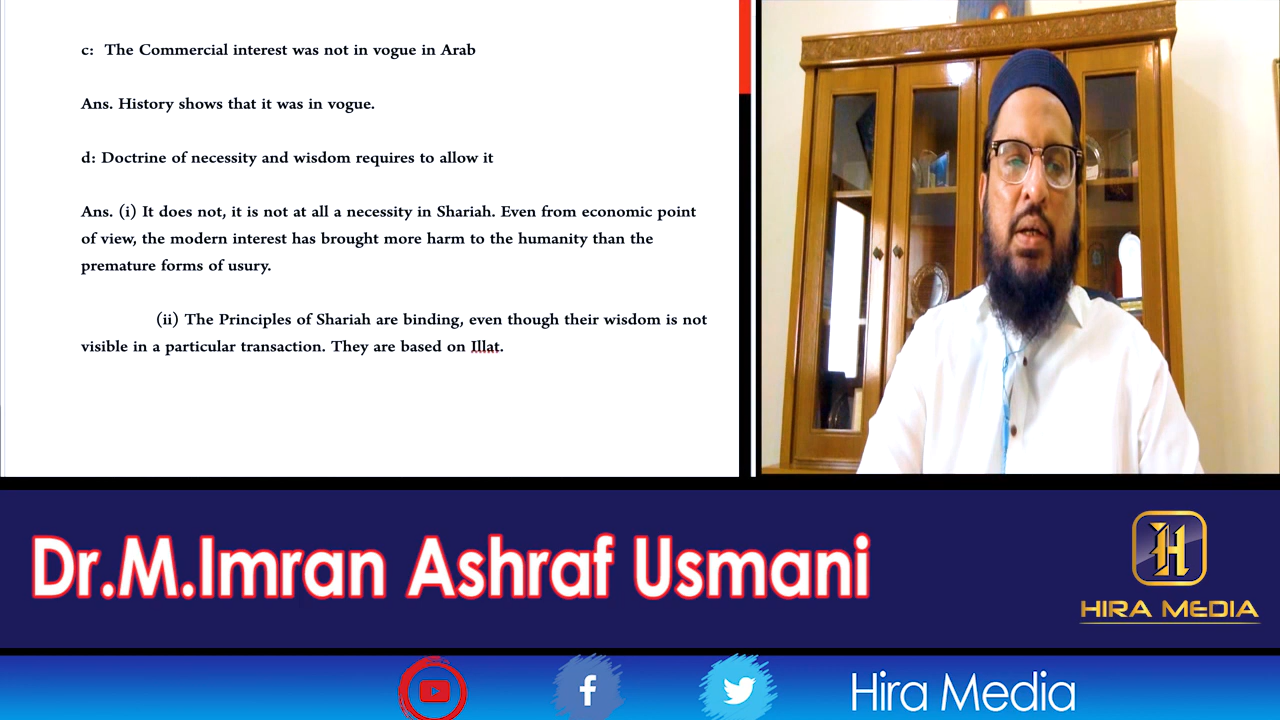 c: The Commercial interest was not in vogue in Arab
Ans. History shows that it was in vogue.
d: Doctrine of necessity and wisdom requires to allow it
Ans. (i) It does not, it is not at all a necessity in Shariah. Even from economic point
of view, the modern interest has brought more harm to the humanity than the
premature forms of usury.
(ii) The Principles of Shariah are binding, even though their wisdom is not
visible in a particular transaction. They are based on Illat.
Dr.M.Imran Ashraf Usmani
H
HIRA MEDIA
f
Hira Media